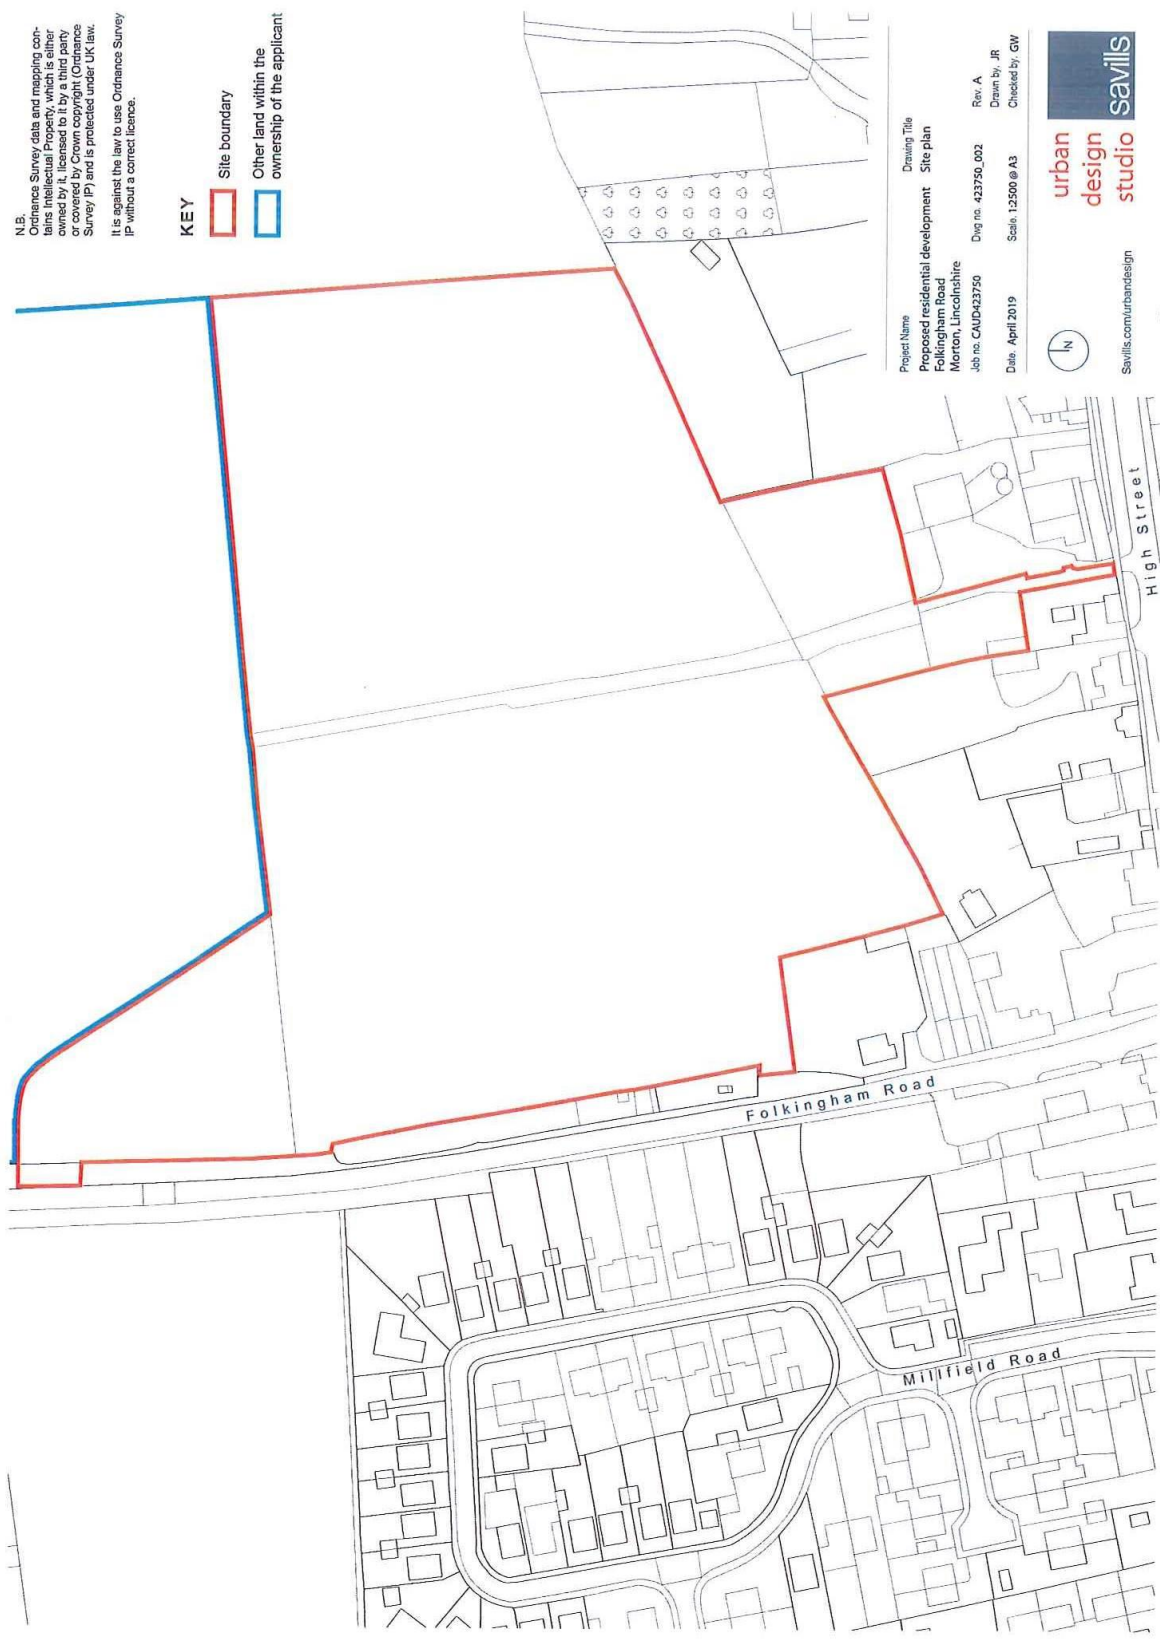 N.B.
Ordnance Survey data and mapping con-
tains Intellectual Property, which is either
owned by it, licensed to it by a third party
or covered by Crown copyright (Ordnance
Survey IP) and is protected under UK law.
It is against the law to use Ordnance Survey
IP without a correct licence.
KEY
Site boundary
Other land within the
ownership of the applicant
Folkingham Road
Millfield Road
High Street
Project Name
Drawing Title
Proposed residential development
Site plan
Folkingham Road
Morton, Lincolnshire
Job no. CAUD423750
Dwg no. 423750_002
Rev. A
Drawn by. JR
Date. April 2019
Scale. 1:2500 @ A3
Checked by. GW
N
urban
design
studio
savills
Savills.com/urbandesign